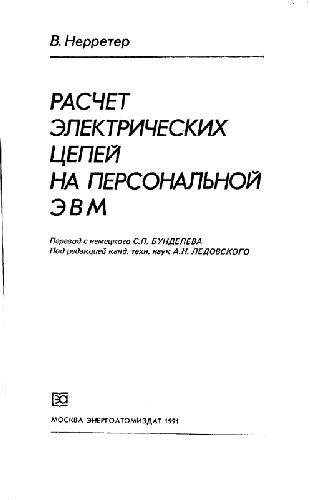 В. Нерретер
РАСЧЕТ
ЭЛЕКТРИЧЕСКИХ
ЦЕПЕЙ
НА ПЕРСОНАЛЬНОЙ
ЭВМ
Перевод с немецкого С.П. БУНДЕЛЕВА
Под редакцией канд. техн. наук А.Н. ЛЕДОВСКОГО
МОСКВА ЭНЕРГОАТОМИЗДАТ 1991